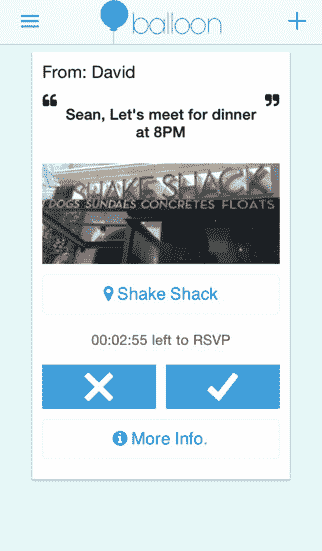 balloon
From: David
“ Sean, Let's meet for dinner ”
at 8PM
SHAKE SHACK
DOGS SUNDAES CONCRETES FLOATS
Shake Shack
00:02:55 left to RSVP
More Info.